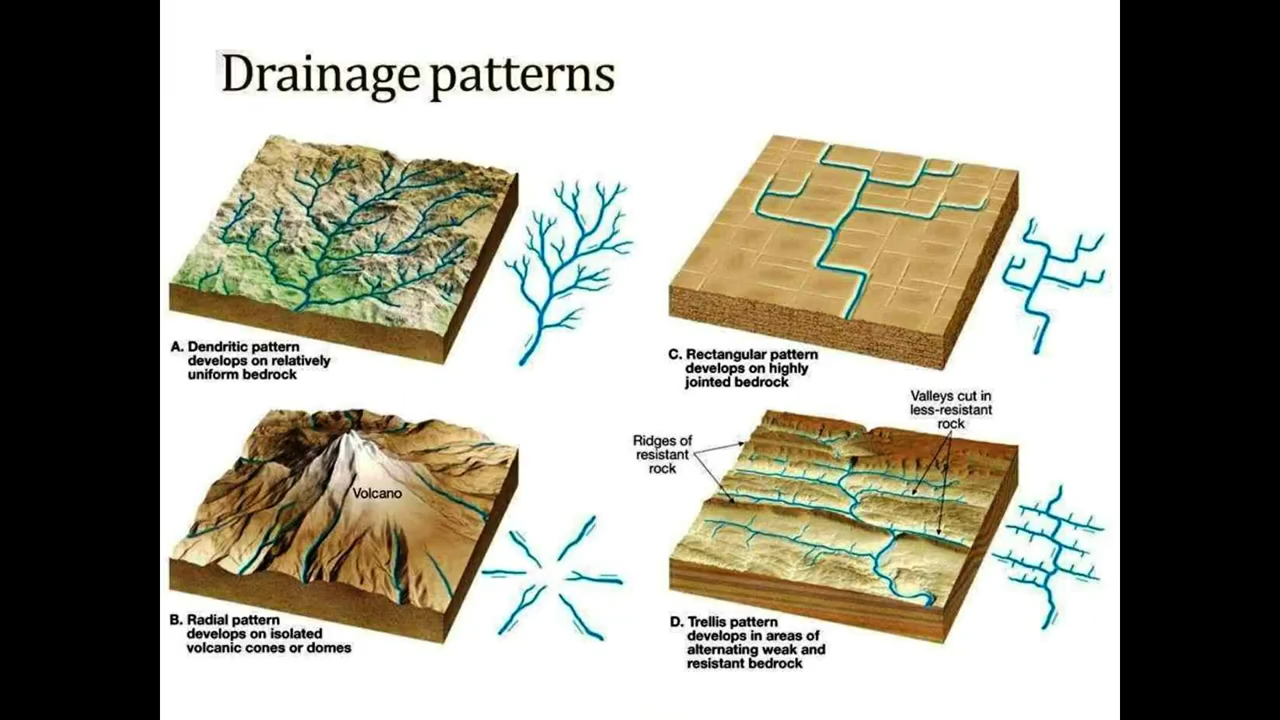 Drainage patterns
A. Dendritic pattern
develops on relatively
uniform bedrock
C. Rectangular pattern
develops on highly
jointed bedrock
Volcano
B. Radial pattern
develops on isolated
volcanic cones or domes
Valleys cut in
less-resistant
rock
Ridges of
resistant
rock
D. Trellis pattern
develops in areas of
alternating weak and
resistant bedrock